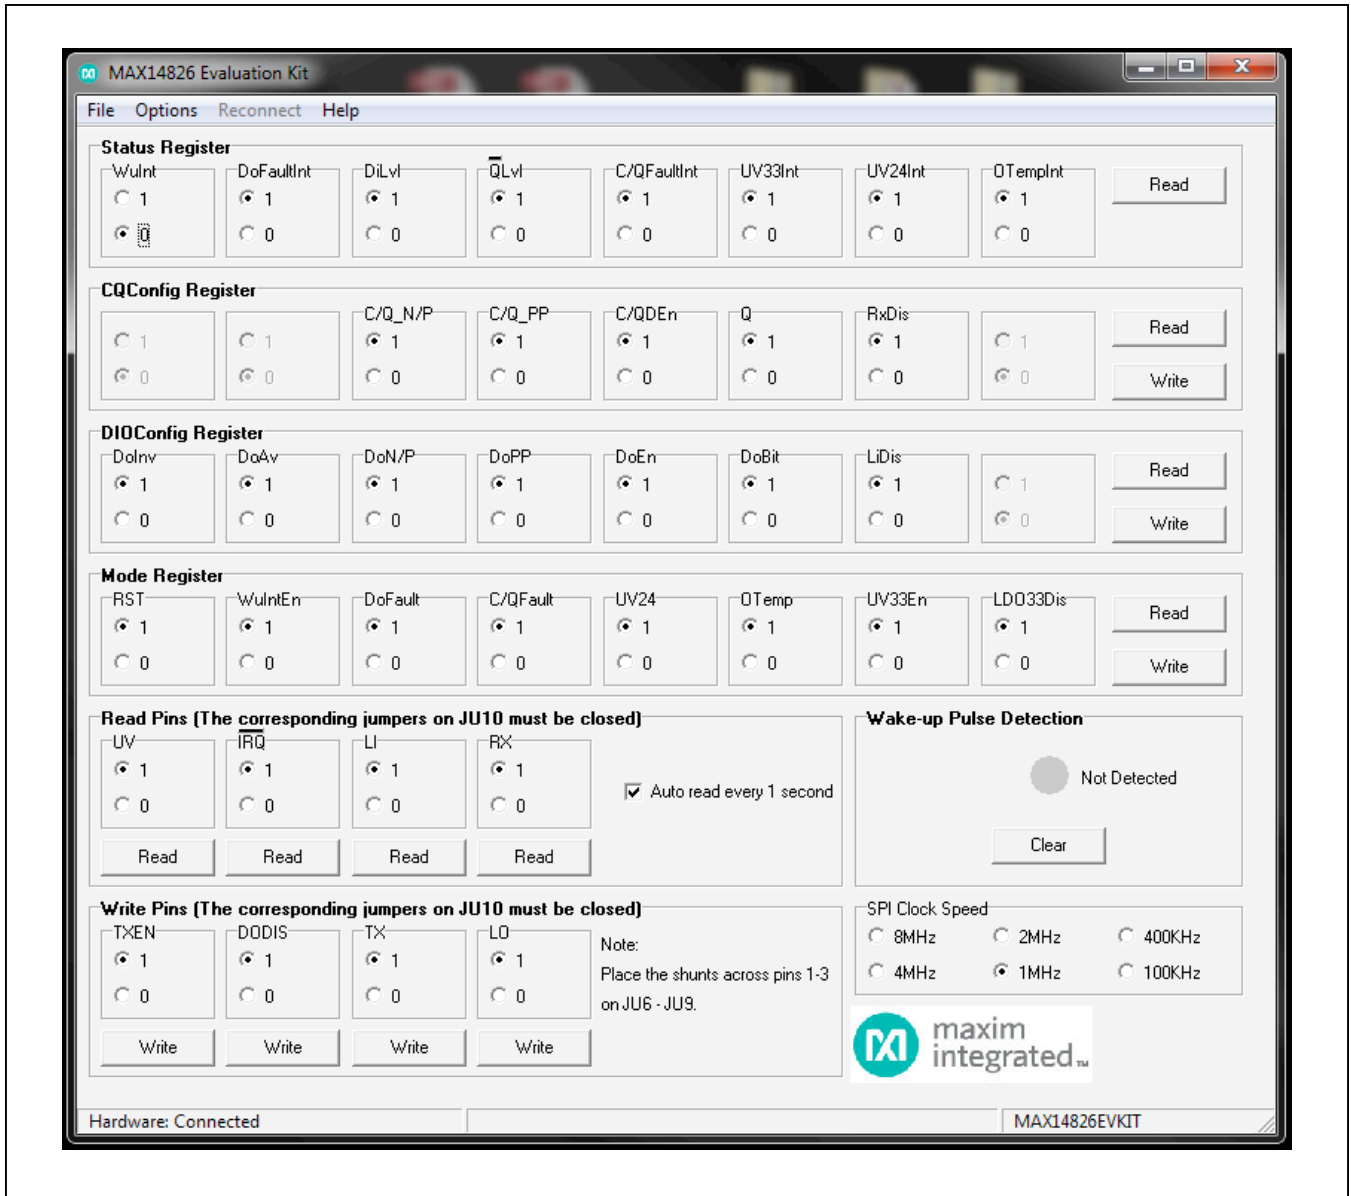 MAX14826 Evaluation Kit
File Options Reconnect Help
Status Register
WuInt DoFaultInt DiLvl Q̅Lvl C/QFaultInt UV33Int UV24Int OTempInt
1 1 1 1 1 1 1 1 Read
0 0 0 0 0 0 0 0
CQConfig Register
C/Q_N/P C/Q_PP C/QDEn Q RxDis
1 1 1 1 1 1 1 1 Read
0 0 0 0 0 0 0 0 Write
DIOConfig Register
DoInv DoAv DoN/P DoPP DoEn DoBit LiDis
1 1 1 1 1 1 1 1 Read
0 0 0 0 0 0 0 0 Write
Mode Register
RST WuIntEn DoFault C/QFault UV24 OTemp UV33En LDO33Dis
1 1 1 1 1 1 1 1 Read
0 0 0 0 0 0 0 0 Write
Read Pins (The corresponding jumpers on JU10 must be closed)
UV I̅R̅Q̅ LI RX
1 1 1 1
0 0 0 0
Auto read every 1 second
Read Read Read Read
Wake-up Pulse Detection
Not Detected
Clear
Write Pins (The corresponding jumpers on JU10 must be closed)
TXEN DODIS TX LO
1 1 1 1
0 0 0 0
Write Write Write Write
Note:
Place the shunts across pins 1-3
on JU6 - JU9.
SPI Clock Speed
8MHz 2MHz 400KHz
4MHz 1MHz 100KHz
maxim
integrated™
Hardware: Connected MAX14826EVKIT